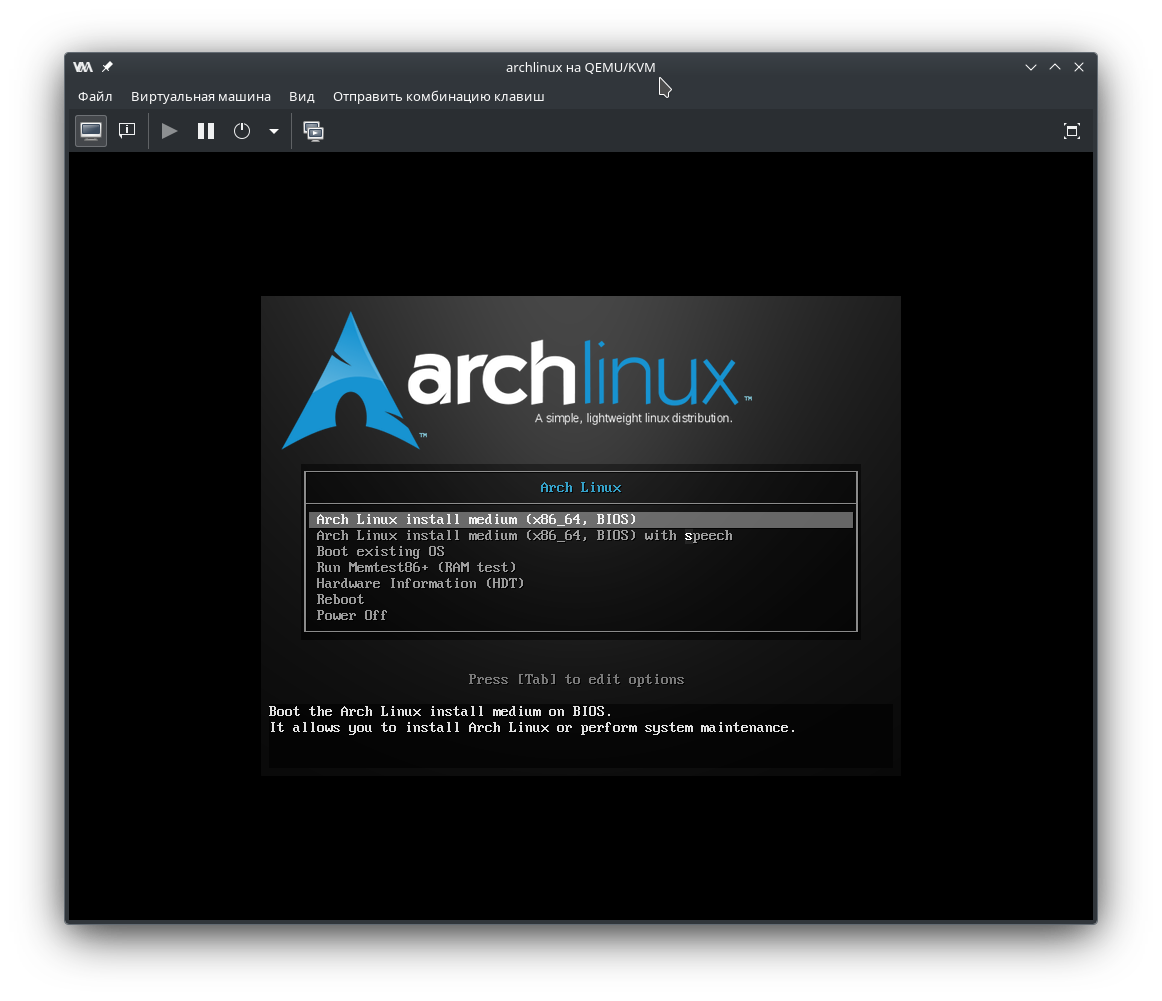 archlinux на QEMU/KVM
Файл Виртуальная машина Вид Отправить комбинацию клавиш
archlinux™
A simple, lightweight linux distribution.
™
Arch Linux
Arch Linux install medium (x86_64, BIOS)
Arch Linux install medium (x86_64, BIOS) with speech
Boot existing OS
Run Memtest86+ (RAM test)
Hardware Information (HDT)
Reboot
Power Off
Press [Tab] to edit options
Boot the Arch Linux install medium on BIOS.
It allows you to install Arch Linux or perform system maintenance.